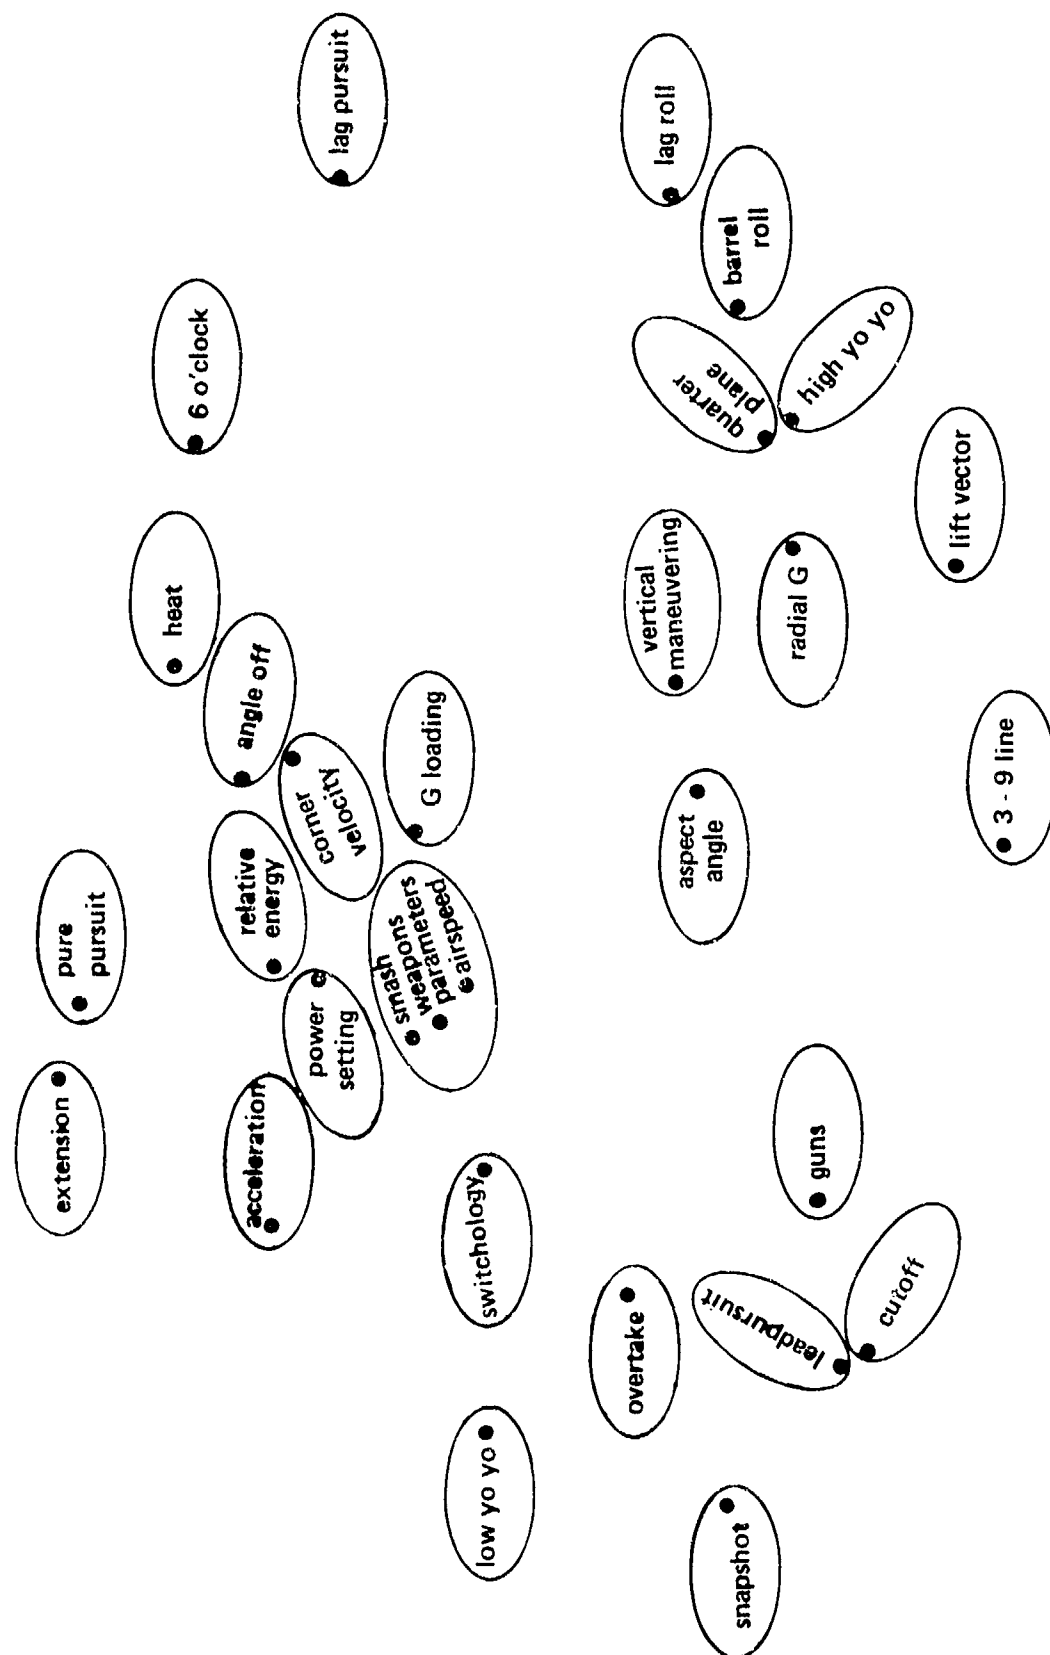 extension
pure
pursuit
heat
6 o'clock
lag pursuit
acceleration
relative
energy
angle off
power
setting
corner
velocity
smash
weapons
parameters
airspeed
G loading
low yo yo
switchology
overtake
aspect
angle
vertical
maneuvering
quarter
plane
lag roll
barrel
roll
snapshot
leadpursuit
guns
radial G
high yo yo
cutoff
3 - 9 line
lift vector